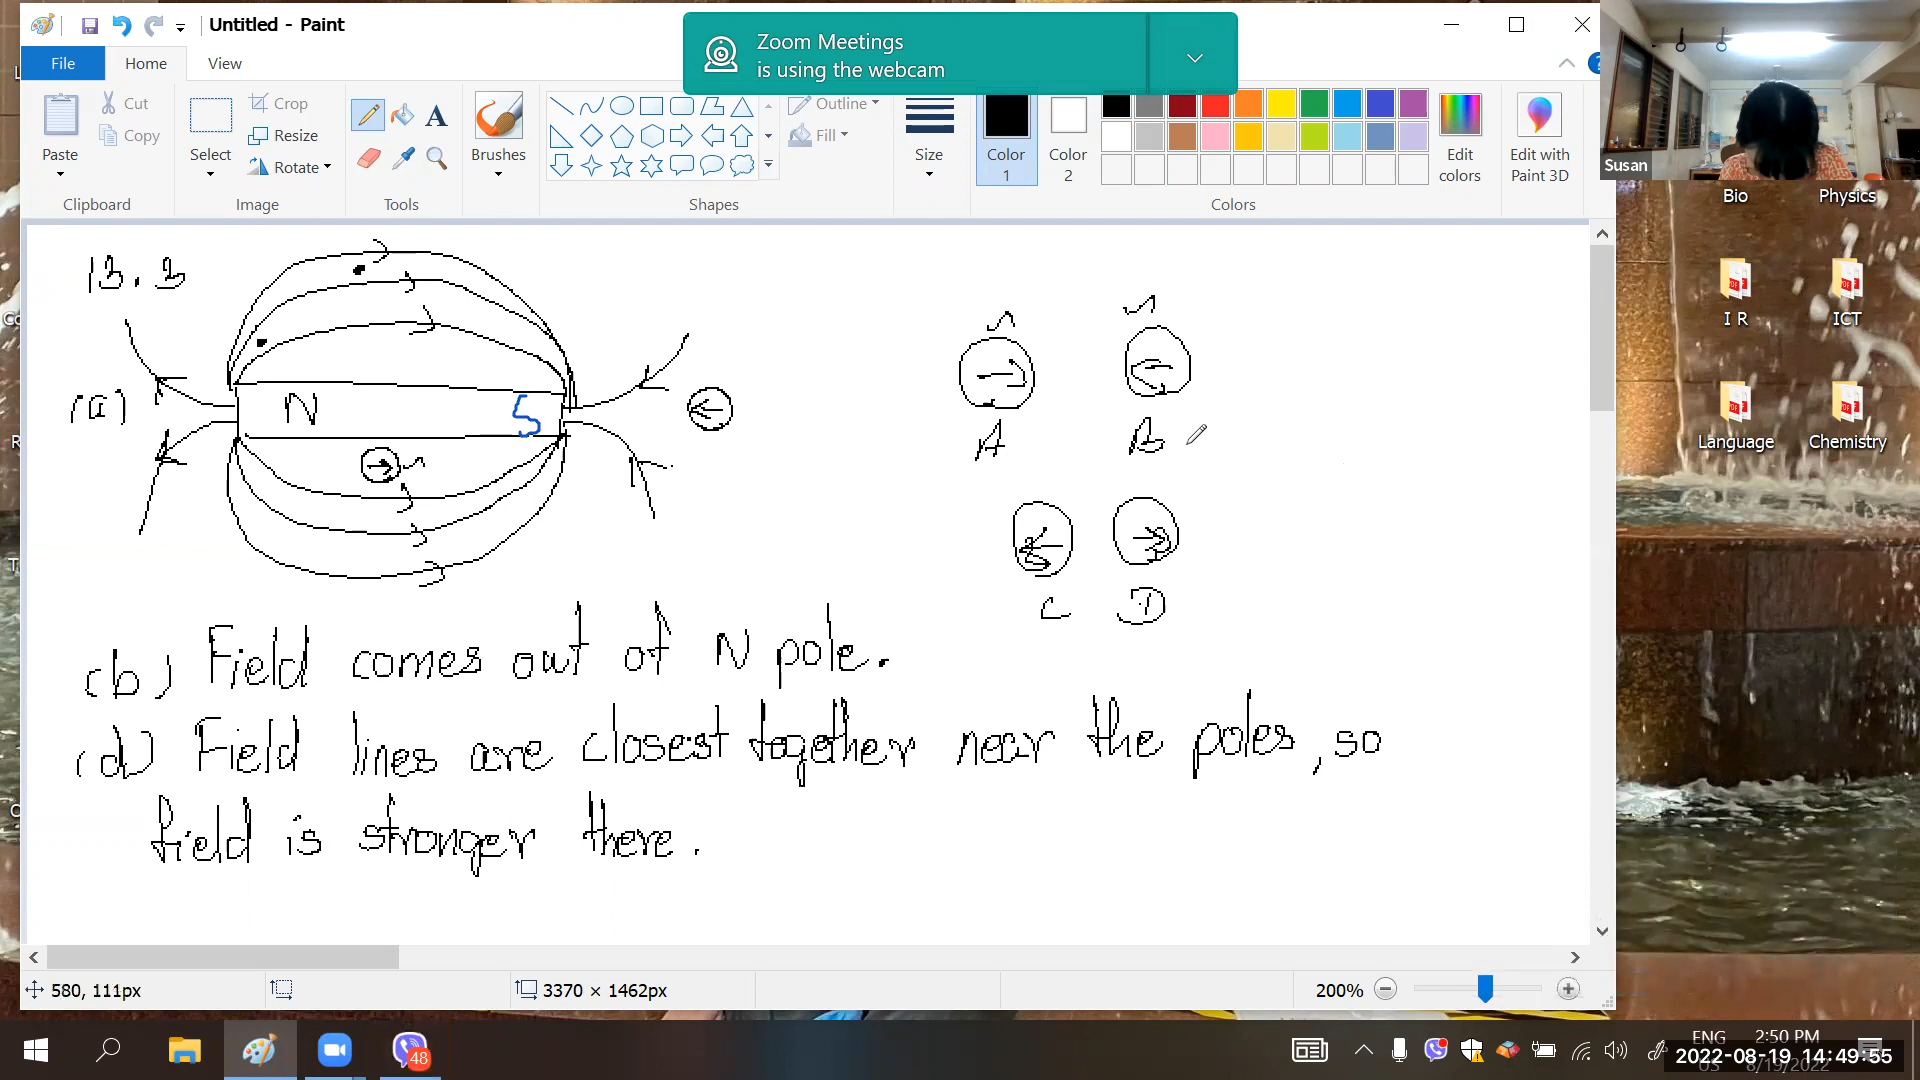 Untitled - Paint
Zoom Meetings
is using the webcam
File
Home
View
Cut
Copy
Paste
Clipboard
Crop
Resize
Rotate
Select
Image
Tools
Brushes
Outline
Fill
Shapes
Size
Color
1
Color
2
Edit
colors
Edit with
Paint 3D
Colors
Susan
Bio
Physics
I R
ICT
Language
Chemistry
(a)
N
S
A
B
C
D
(b) Field comes out of N pole.
(d) Field lines are closest together near the poles, so
field is stronger there.
580, 111px
3370 × 1462px
200%
48
ENG
2:50 PM
2022-08-19 14:49:55